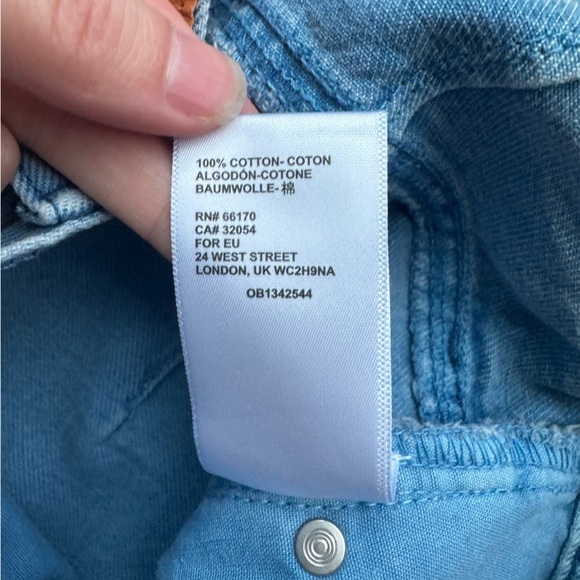 100% COTTON- COTON
ALGODÓN-COTONE
BAUMWOLLE-棉
RN# 66170
CA# 32054
FOR EU
24 WEST STREET
LONDON, UK WC2H9NA
OB1342544